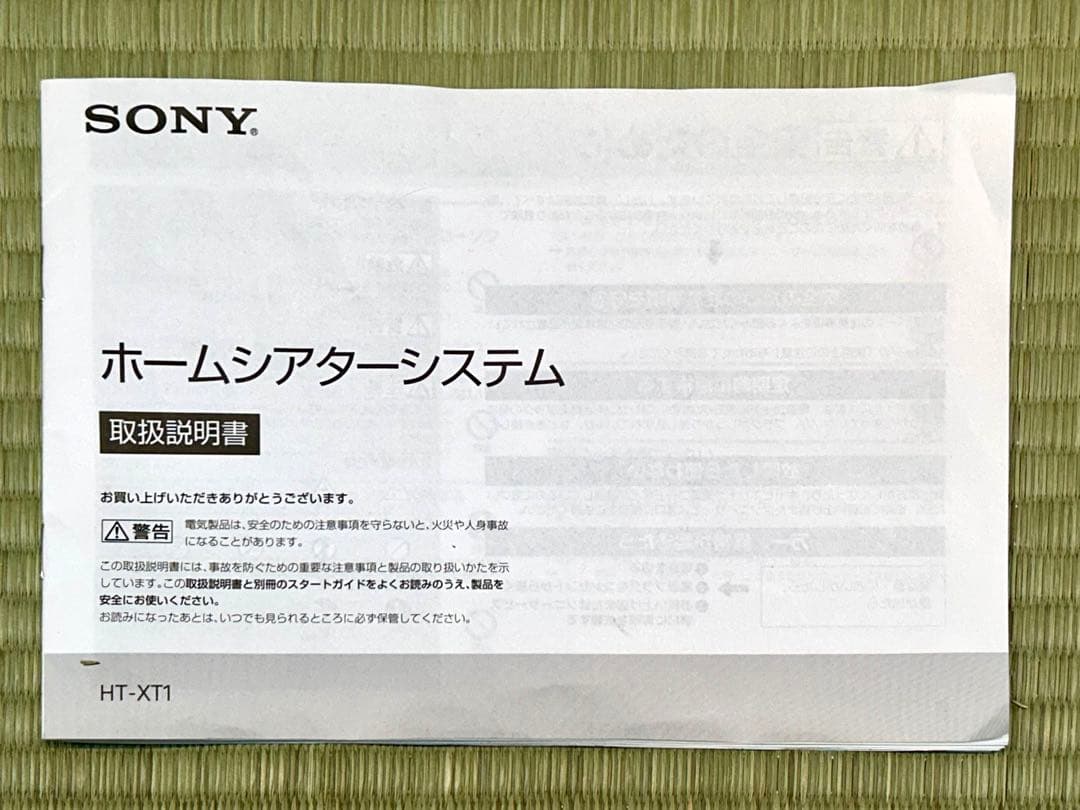 SONY®
ホームシアターシステム
取扱説明書
お買い上げいただきありがとうございます。
警告 電気製品は、安全のための注意事項を守らないと、火災や人身事故
になることがあります。
この取扱説明書には、事故を防ぐための重要な注意事項と製品の取り扱いかたを示
しています。この取扱説明書と別冊のスタートガイドをよくお読みのうえ、製品を
安全にお使いください。
お読みになったあとは、いつでも見られるところに必ず保管してください。
HT-XT1